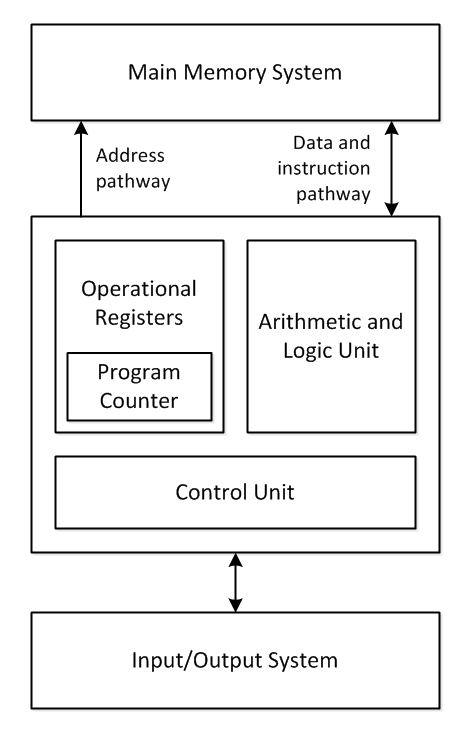 Main Memory System
Address
pathway
Data and
instruction
pathway
Operational
Registers
Program
Counter
Arithmetic and
Logic Unit
Control Unit
Input/Output System